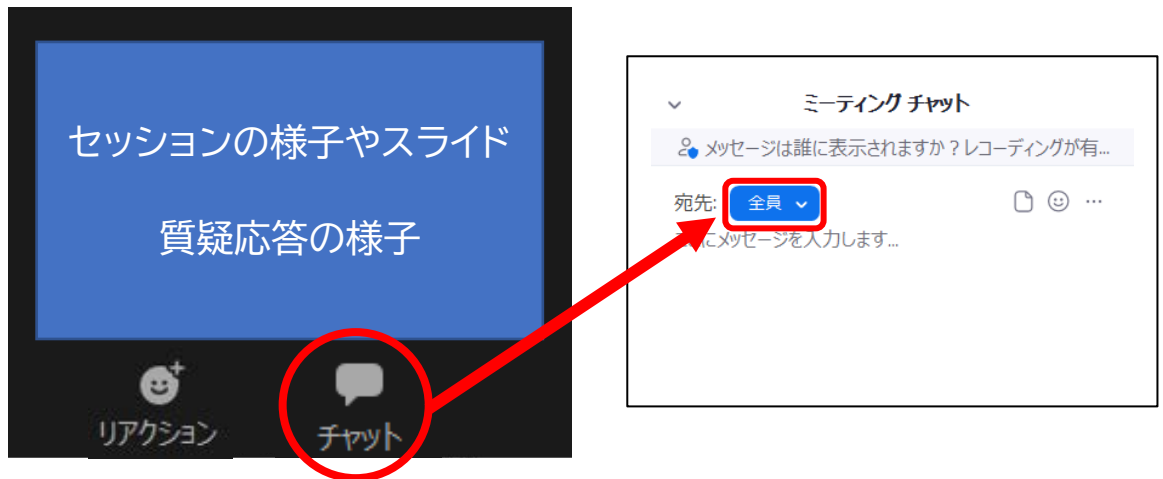 セッションの様子やスライド
質疑応答の様子
リアクション
チャット
ミーティング チャット
メッセージは誰に表示されますか？レコーディングが有...
宛先:
全員
にメッセージを入力します...